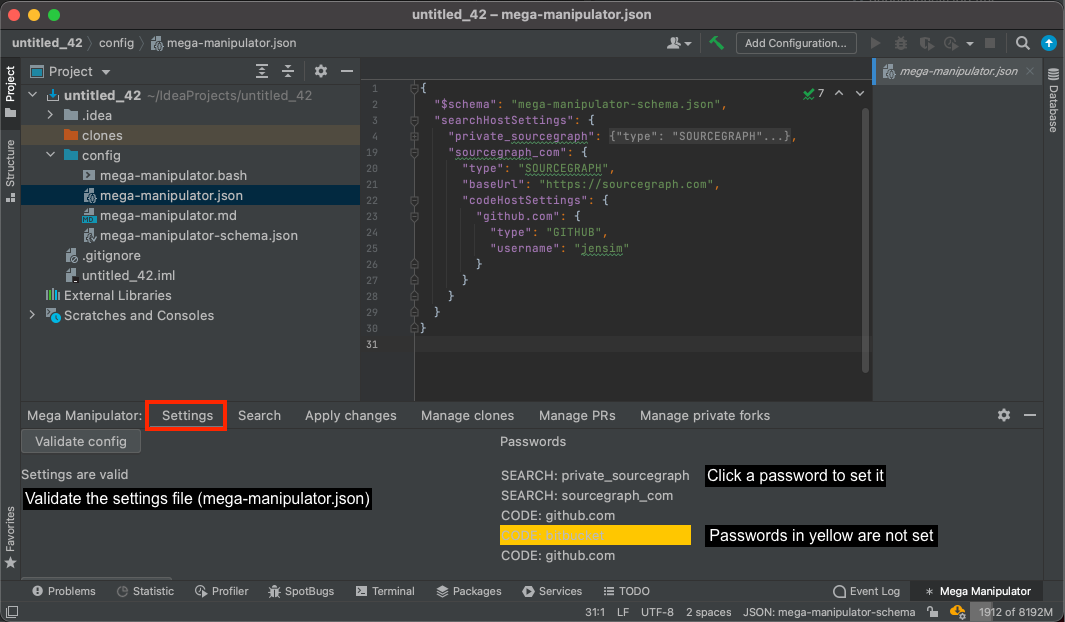 untitled_42 – mega-manipulator.json
untitled_42 config mega-manipulator.json
Add Configuration...
Project
Structure
Favorites
Project
untitled_42 ~/IdeaProjects/untitled_42
.idea
clones
config
mega-manipulator.bash
mega-manipulator.json
mega-manipulator.md
mega-manipulator-schema.json
.gitignore
untitled_42.iml
External Libraries
Scratches and Consoles
1 {
2 "$schema": "mega-manipulator-schema.json",
3 "searchHostSettings": {
4 "private_sourcegraph": {"type": "SOURCEGRAPH"...},
19 "sourcegraph_com": {
20 "type": "SOURCEGRAPH",
21 "baseUrl": "https://sourcegraph.com",
22 "codeHostSettings": {
23 "github.com": {
24 "type": "GITHUB",
25 "username": "jensim"
26 }
27 }
28 }
29 }
30 }
31
7
mega-manipulator.json
Database
Mega Manipulator: Settings Search Apply changes Manage clones Manage PRs Manage private forks
Validate config
Settings are valid
Validate the settings file (mega-manipulator.json)
Passwords
SEARCH: private_sourcegraph
Click a password to set it
SEARCH: sourcegraph_com
CODE: github.com
Passwords in yellow are not set
CODE: github.com
Problems Statistic Profiler SpotBugs Terminal Packages Services TODO Event Log Mega Manipulator
31:1 LF UTF-8 2 spaces JSON: mega-manipulator-schema 1912 of 8192M